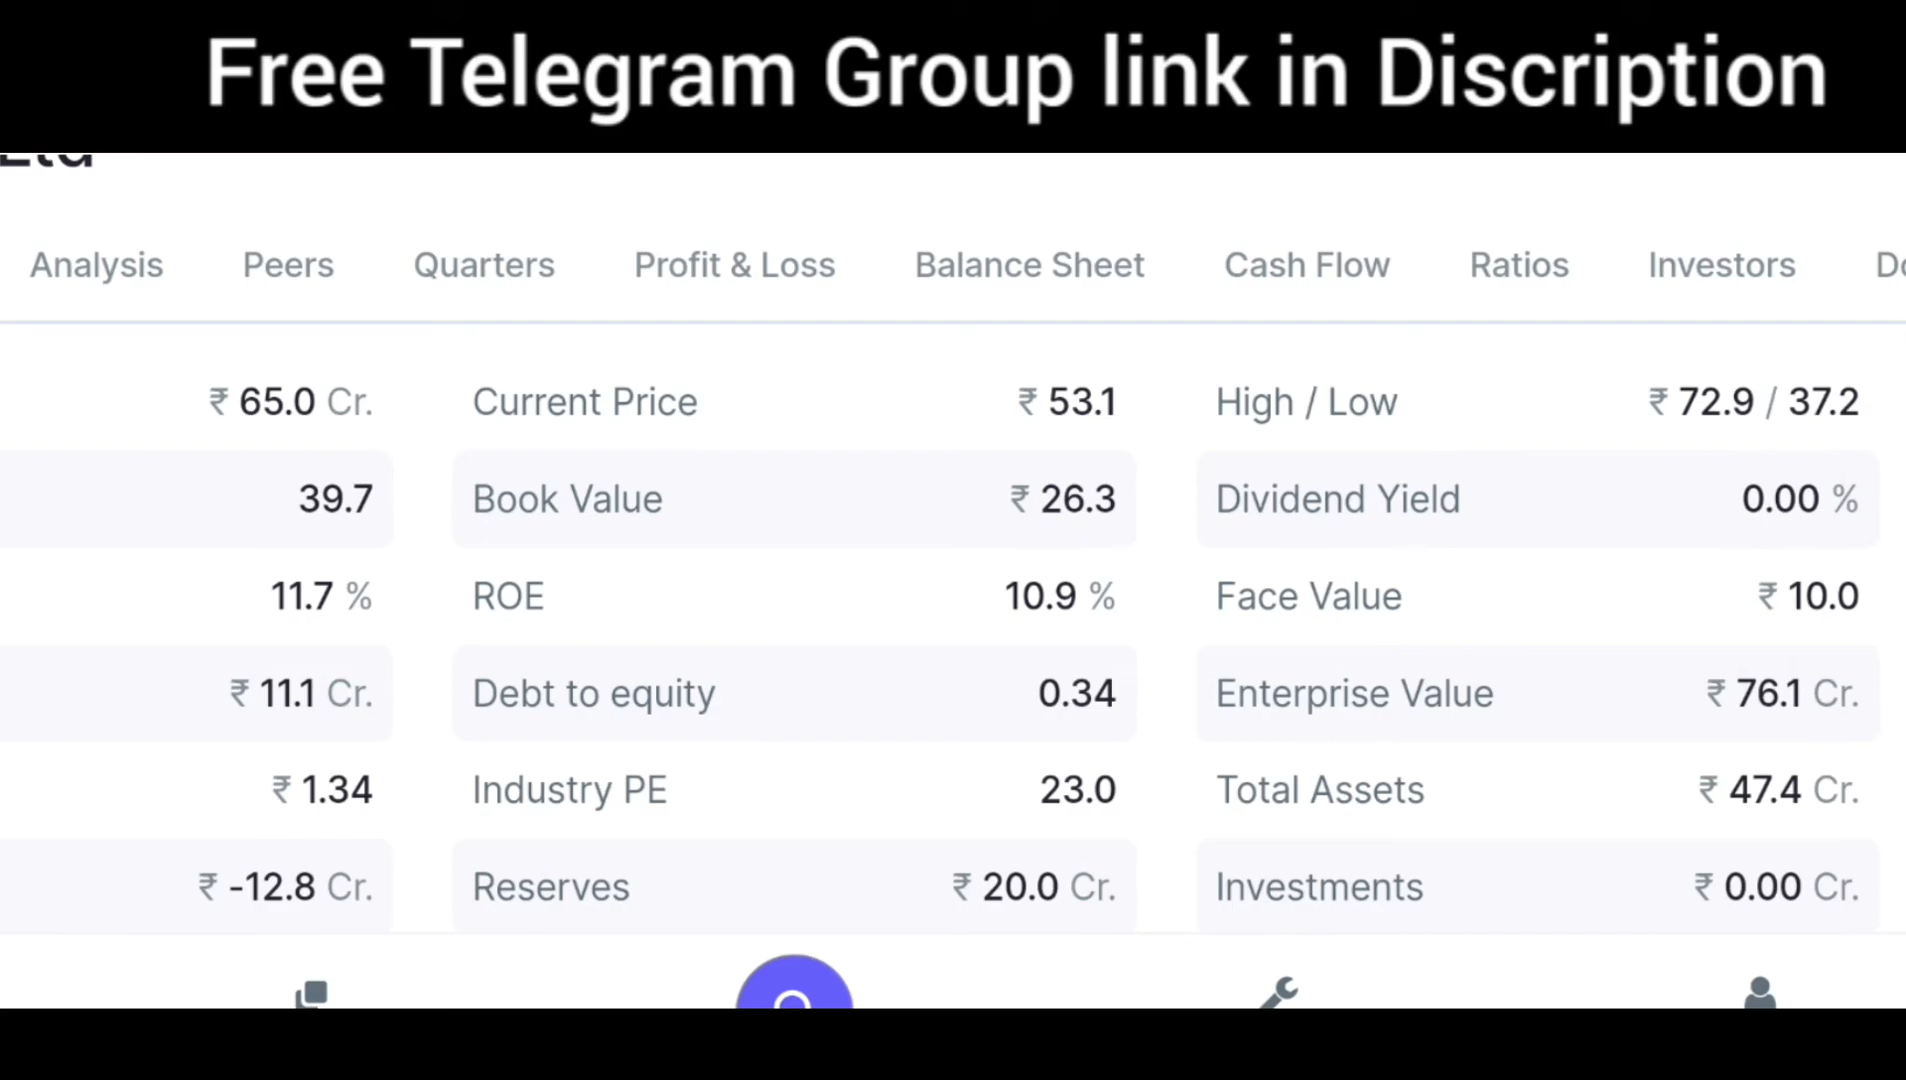 Free Telegram Group link in Discription
Ltd
Analysis Peers Quarters Profit & Loss Balance Sheet Cash Flow Ratios Investors
₹ 65.0 Cr. Current Price ₹ 53.1 High / Low ₹ 72.9 / 37.2
39.7 Book Value ₹ 26.3 Dividend Yield 0.00 %
11.7 % ROE 10.9 % Face Value ₹ 10.0
₹ 11.1 Cr. Debt to equity 0.34 Enterprise Value ₹ 76.1 Cr.
₹ 1.34 Industry PE 23.0 Total Assets ₹ 47.4 Cr.
₹ -12.8 Cr. Reserves ₹ 20.0 Cr. Investments ₹ 0.00 Cr.